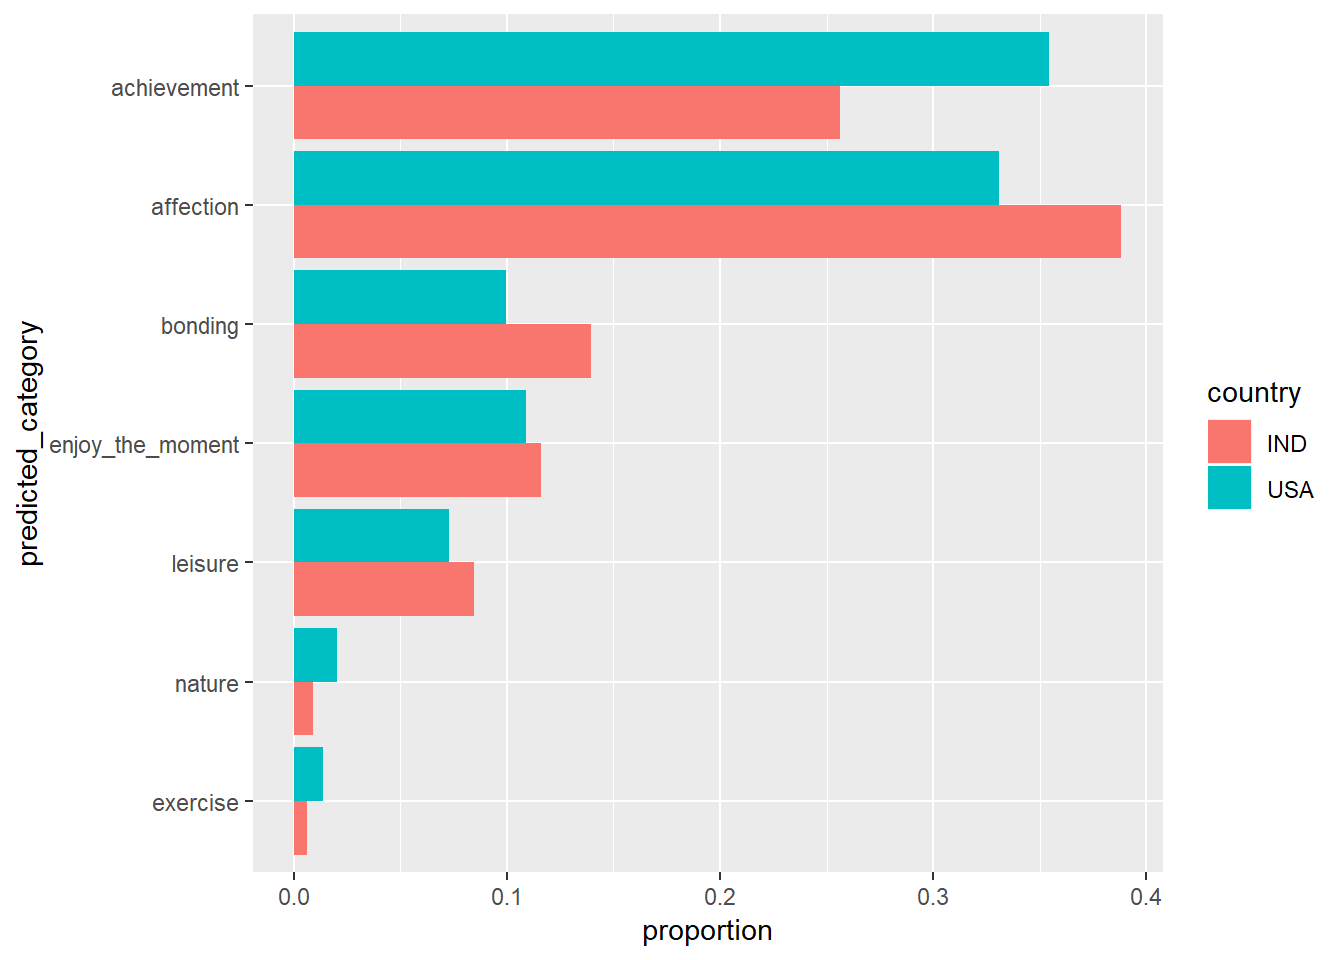 achievement
affection
bonding
enjoy_the_moment
leisure
nature
exercise
predicted_category
0.0 0.1 0.2 0.3 0.4
proportion
country
IND
USA